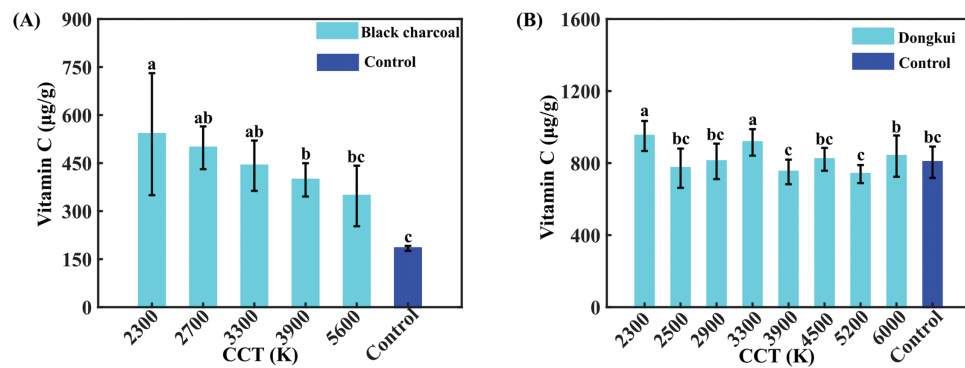 (A)
Vitamin C (µg/g)
900
750
600
450
300
150
0
Black charcoal
Control
a
ab
ab
b
bc
c
2300
2700
3300
3900
5600
Control
CCT (K)
(B)
Vitamin C (µg/g)
1600
1200
800
400
0
Dongkui
Control
a
bc
bc
a
c
bc
c
b
bc
2300
2500
2900
3300
3900
4500
5200
6000
Control
CCT (K)